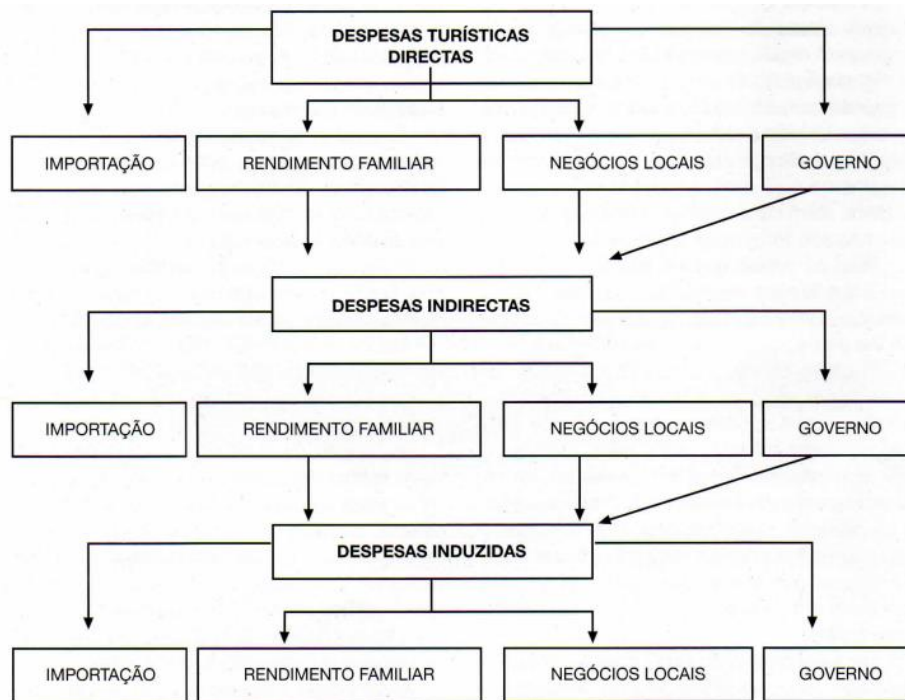 DESPESAS TURÍSTICAS
DIRECTAS
IMPORTAÇÃO
RENDIMENTO FAMILIAR
NEGÓCIOS LOCAIS
GOVERNO
DESPESAS INDIRECTAS
IMPORTAÇÃO
RENDIMENTO FAMILIAR
NEGÓCIOS LOCAIS
GOVERNO
DESPESAS INDUZIDAS
IMPORTAÇÃO
RENDIMENTO FAMILIAR
NEGÓCIOS LOCAIS
GOVERNO